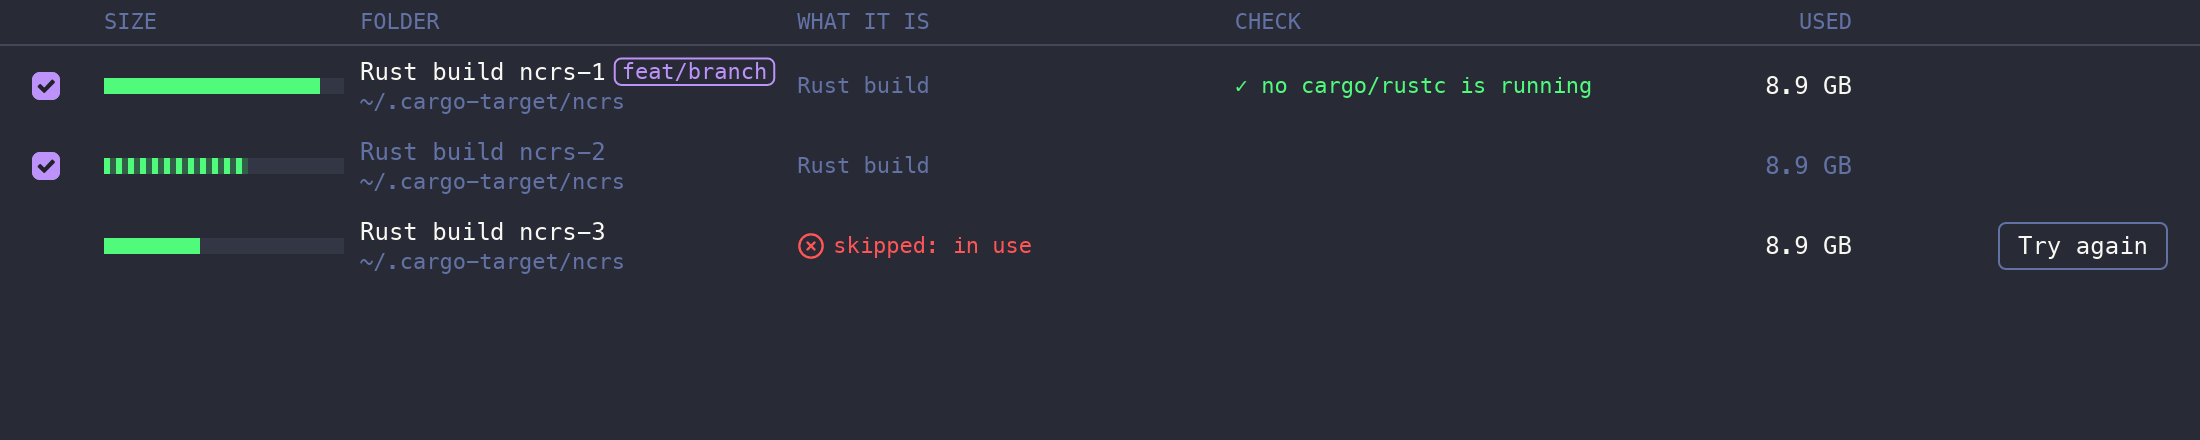 SIZE FOLDER WHAT IT IS CHECK USED
Rust build ncrs-1 feat/branch
~/.cargo-target/ncrs
Rust build
✓ no cargo/rustc is running
8.9 GB
Rust build ncrs-2
~/.cargo-target/ncrs
Rust build
8.9 GB
Rust build ncrs-3
~/.cargo-target/ncrs
skipped: in use
8.9 GB
Try again